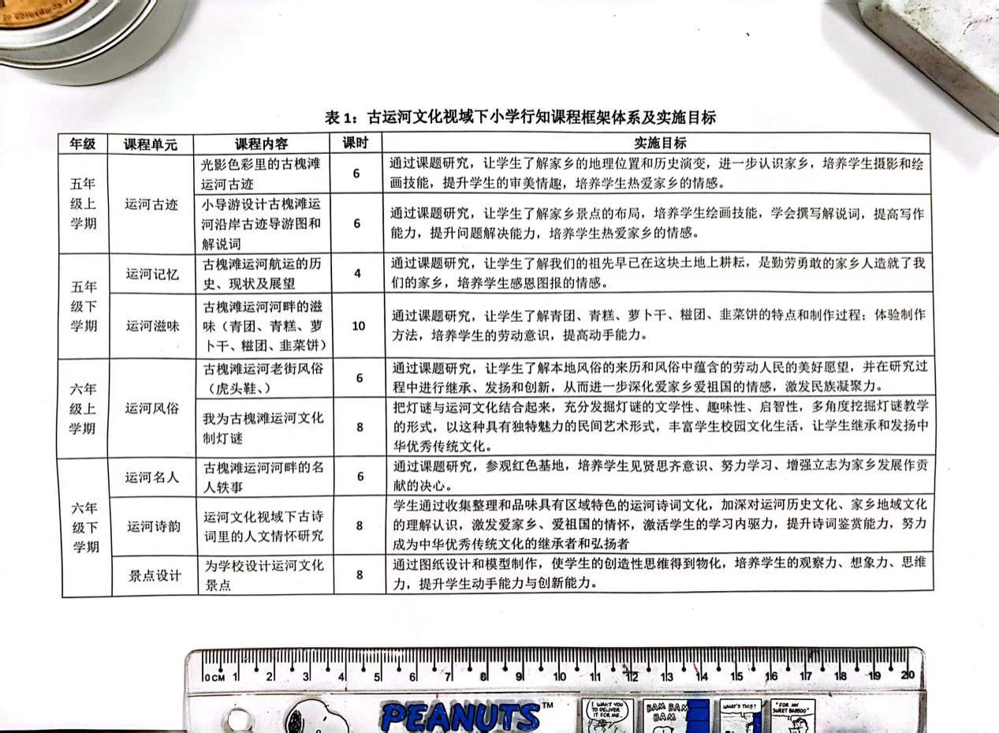 表 1：古运河文化视域下小学行知课程框架体系及实施目标
年级 课程单元 课程内容 课时 实施目标
五年
级上
学期
运河古迹
光影色彩里的古槐滩
运河古迹
6
通过课题研究，让学生了解家乡的地理位置和历史演变，进一步认识家乡，培养学生摄影和绘
画技能，提升学生的审美情趣，培养学生热爱家乡的情感。
小导游设计古槐滩运
河沿岸古迹导游图和
解说词
6
通过课题研究，让学生了解家乡景点的布局，培养学生绘画技能，学会撰写解说词，提高写作
能力，提升问题解决能力，培养学生热爱家乡的情感。
五年
级下
学期
运河记忆
古槐滩运河航运的历
史、现状及展望
4
通过课题研究，让学生了解我们的祖先早已在这块土地上耕耘，是勤劳勇敢的家乡人造就了我
们的家乡，培养学生感恩图报的情感。
运河滋味
古槐滩运河河畔的滋
味（青团、青糕、萝
卜干、糍团、韭菜饼）
10
通过课题研究，让学生了解青团、青糕、萝卜干、糍团、韭菜饼的特点和制作过程；体验制作
方法，培养学生的劳动意识，提高动手能力。
六年
级上
学期
运河风俗
古槐滩运河老街风俗
（虎头鞋、）
6
通过课题研究，让学生了解本地风俗的来历和风俗中蕴含的劳动人民的美好愿望，并在研究过
程中进行继承、发扬和创新，从而进一步深化爱家乡爱祖国的情感，激发民族凝聚力。
我为古槐滩运河文化
制灯谜
8
把灯谜与运河文化结合起来，充分发掘灯谜的文学性、趣味性、启智性，多角度挖掘灯谜教学
的形式，以这种具有独特魅力的民间艺术形式，丰富学生校园文化生活，让学生继承和发扬中
华优秀传统文化。
六年
级下
学期
运河名人
古槐滩运河河畔的名
人轶事
6
通过课题研究，参观红色基地，培养学生见贤思齐意识、努力学习、增强立志为家乡发展作贡
献的决心。
运河诗韵
运河文化视域下古诗
词里的人文情怀研究
8
学生通过收集整理和品味具有区域特色的运河诗词文化，加深对运河历史文化、家乡地域文化
的理解认识，激发爱家乡、爱祖国的情怀，激活学生的学习内驱力，提升诗词鉴赏能力，努力
成为中华优秀传统文化的继承者和弘扬者
景点设计
为学校设计运河文化
景点
8
通过图纸设计和模型制作，使学生的创造性思维得到物化，培养学生的观察力、想象力、思维
力，提升学生动手能力与创新能力。
0 CM 1 2 3 4 5 6 7 8 9 10 11 12 13 14 15 16 17 18 19 20
PEANUTS™
I WANT YOU
TO DELIVER
IT FOR ME..
BAM BAM
BAM
WHAT'S THIS?
"FOR MY
SWEET BABBOO"